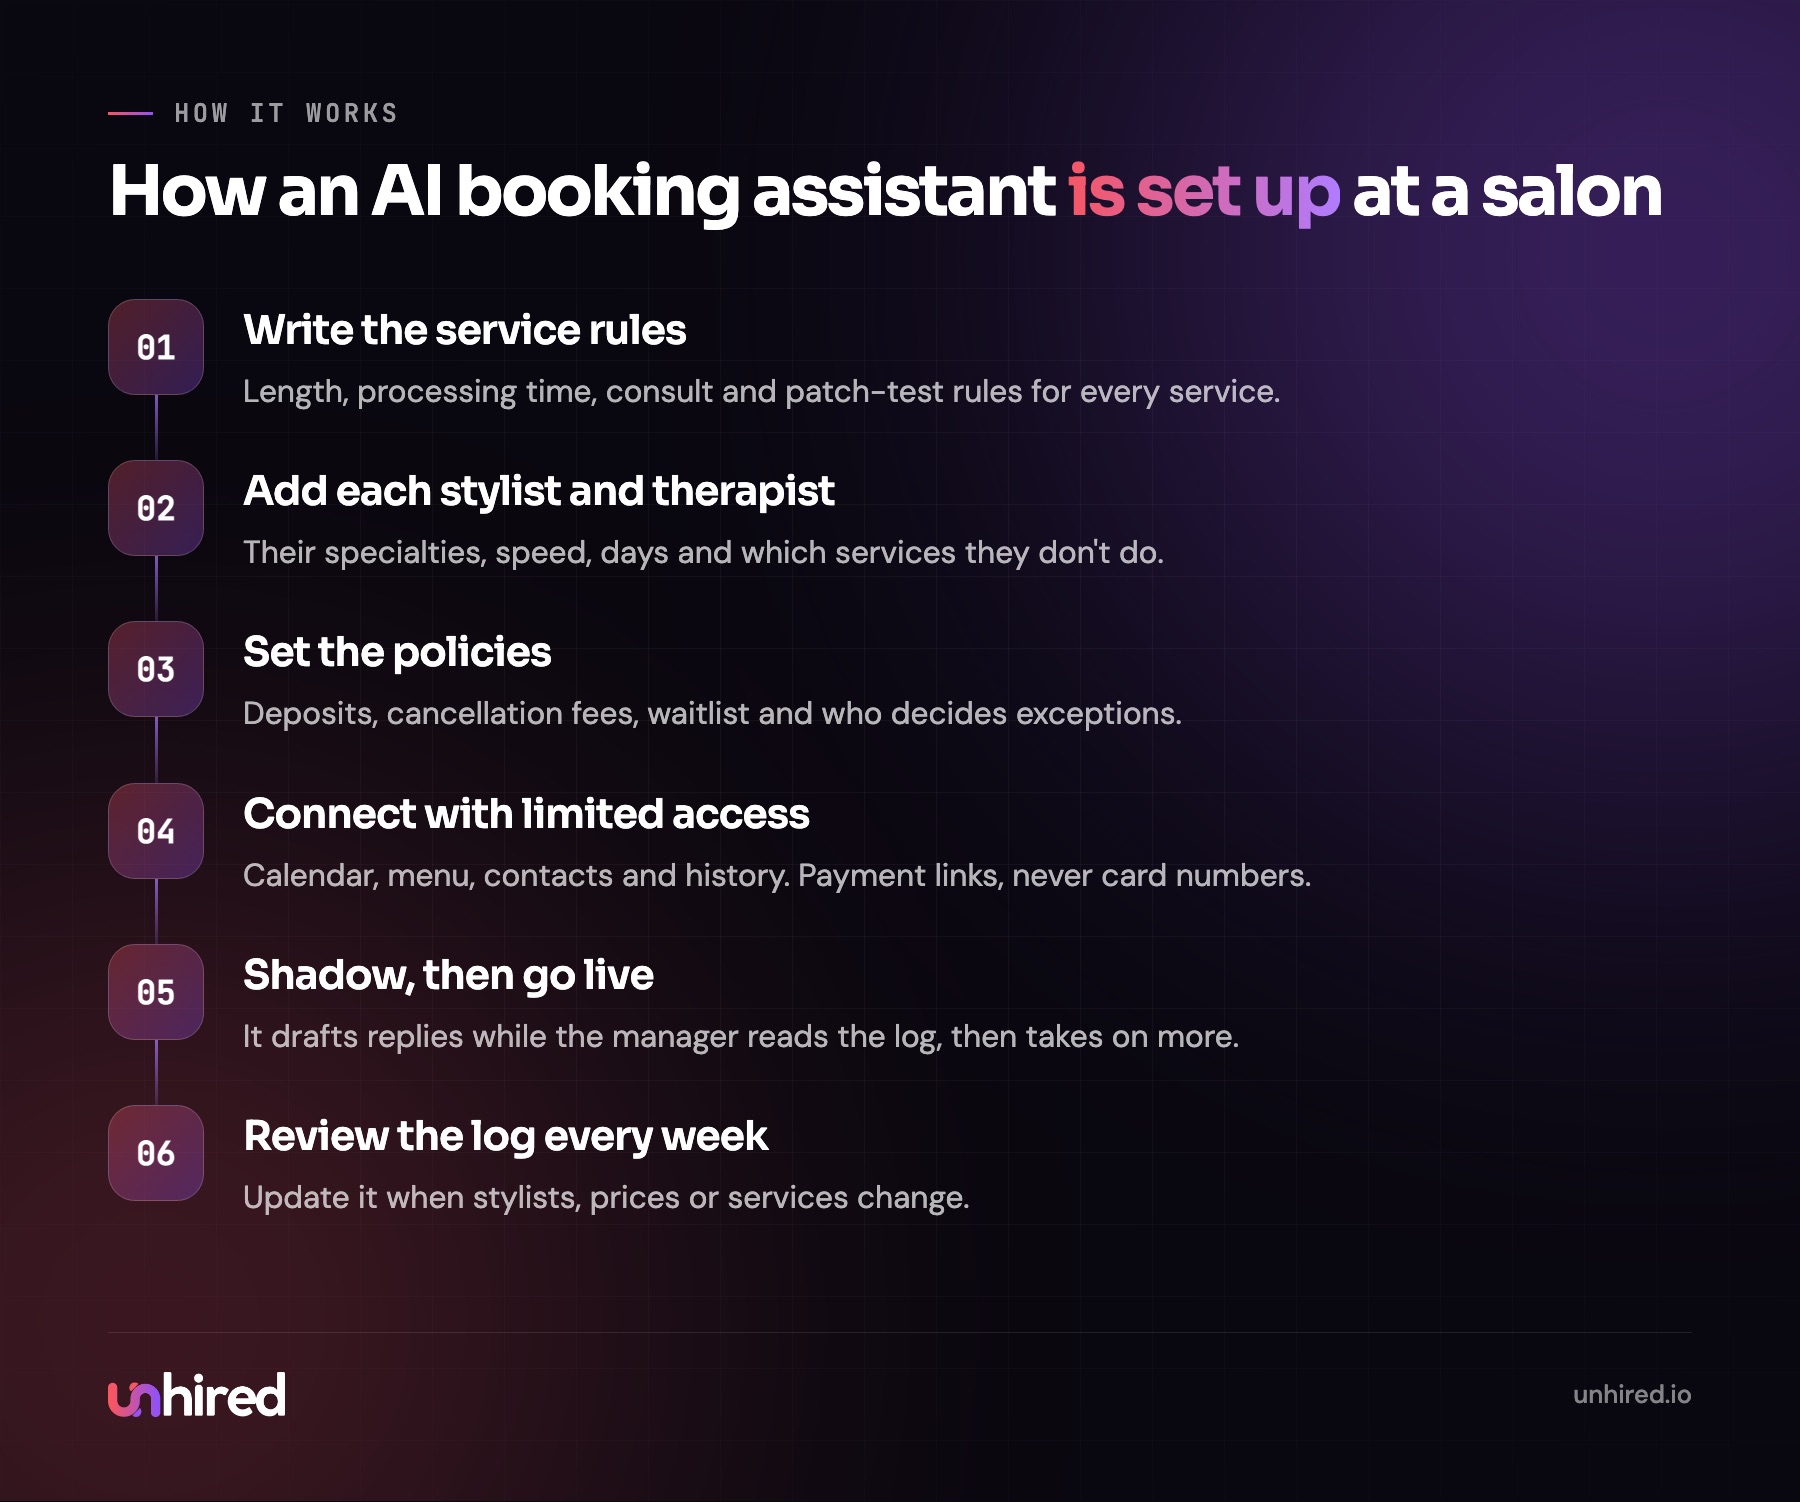 HOW IT WORKS
How an AI booking assistant is set up at a salon
01
Write the service rules
Length, processing time, consult and patch-test rules for every service.
02
Add each stylist and therapist
Their specialties, speed, days and which services they don't do.
03
Set the policies
Deposits, cancellation fees, waitlist and who decides exceptions.
04
Connect with limited access
Calendar, menu, contacts and history. Payment links, never card numbers.
05
Shadow, then go live
It drafts replies while the manager reads the log, then takes on more.
06
Review the log every week
Update it when stylists, prices or services change.
unhired
unhired.io